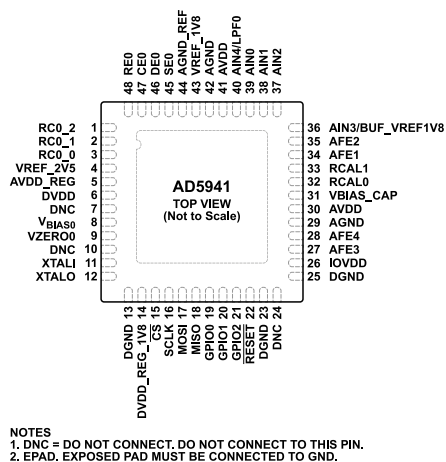 48 RE0
47 CE0
46 DE0
45 SE0
44 AGND_REF
43 VREF_1V8
42 AGND
41 AVDD
40 AIN4/LPF0
39 AIN0
38 AIN1
37 AIN2
RC0_2 1
RC0_1 2
RC0_0 3
VREF_2V5 4
AVDD_REG 5
DVDD 6
DNC 7
VBIAS0 8
VZERO0 9
DNC 10
XTALI 11
XTALO 12
AD5941
TOP VIEW
(Not to Scale)
36 AIN3/BUF_VREF1V8
35 AFE2
34 AFE1
33 RCAL1
32 RCAL0
31 VBIAS_CAP
30 AVDD
29 AGND
28 AFE4
27 AFE3
26 IOVDD
25 DGND
DGND 13
DVDD_REG_1V8 14
CS 15
SCLK 16
MOSI 17
MISO 18
GPIO0 19
GPIO1 20
GPIO2 21
RESET 22
DGND 23
DNC 24
NOTES
1. DNC = DO NOT CONNECT. DO NOT CONNECT TO THIS PIN.
2. EPAD. EXPOSED PAD MUST BE CONNECTED TO GND.